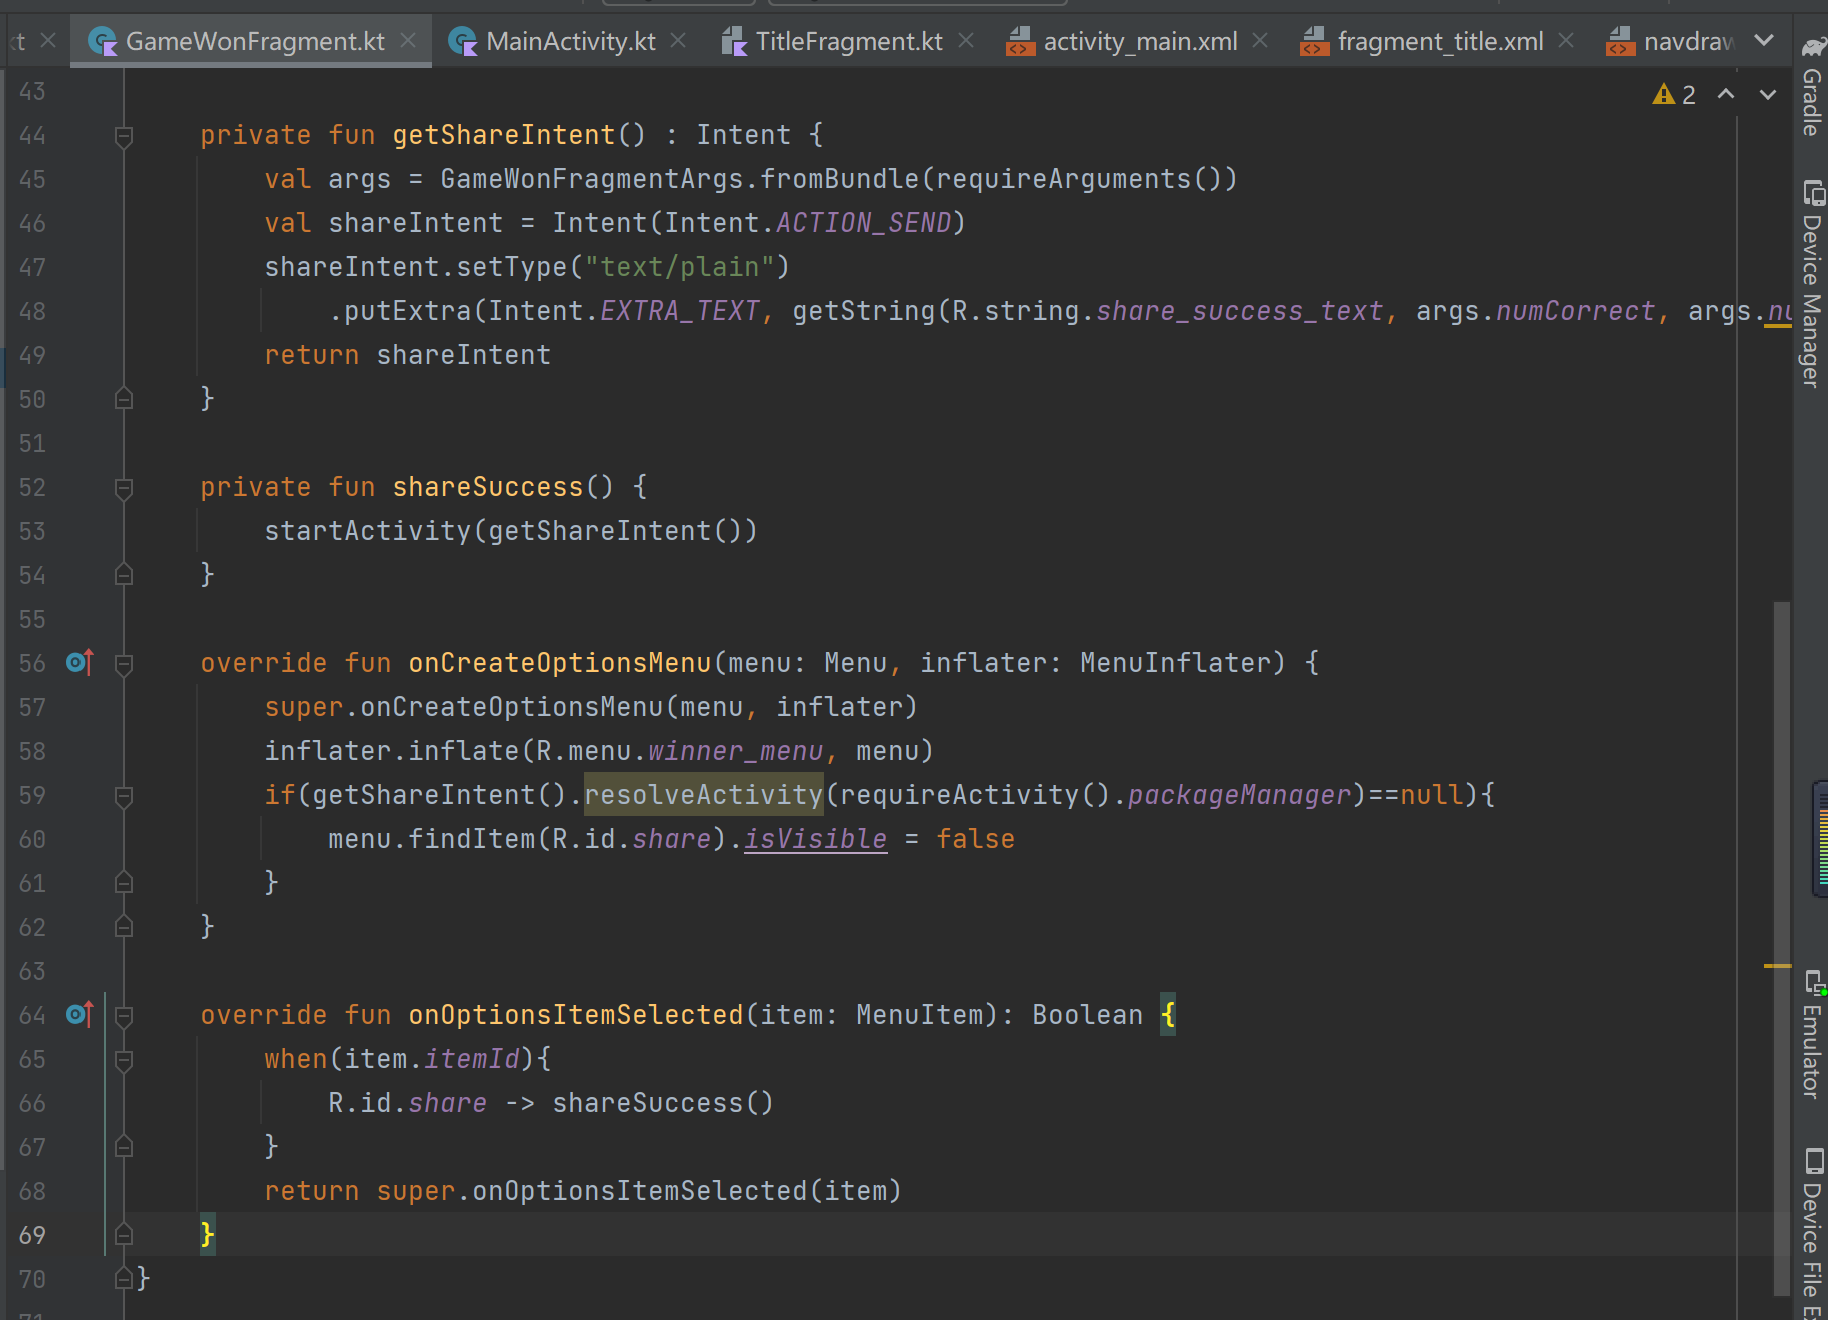 GameWonFragment.kt MainActivity.kt TitleFragment.kt activity_main.xml fragment_title.xml
2
43
44 private fun getShareIntent() : Intent {
45 val args = GameWonFragmentArgs.fromBundle(requireArguments())
46 val shareIntent = Intent(Intent.ACTION_SEND)
47 shareIntent.setType("text/plain")
48 .putExtra(Intent.EXTRA_TEXT, getString(R.string.share_success_text, args.numCorrect, args.
49 return shareIntent
50 }
51
52 private fun shareSuccess() {
53 startActivity(getShareIntent())
54 }
55
56 override fun onCreateOptionsMenu(menu: Menu, inflater: MenuInflater) {
57 super.onCreateOptionsMenu(menu, inflater)
58 inflater.inflate(R.menu.winner_menu, menu)
59 if(getShareIntent().resolveActivity(requireActivity().packageManager)==null){
60 menu.findItem(R.id.share).isVisible = false
61 }
62 }
63
64 override fun onOptionsItemSelected(item: MenuItem): Boolean {
65 when(item.itemId){
66 R.id.share -> shareSuccess()
67 }
68 return super.onOptionsItemSelected(item)
69 }
70 }
Gradle
Device Manager
Emulator
Device File